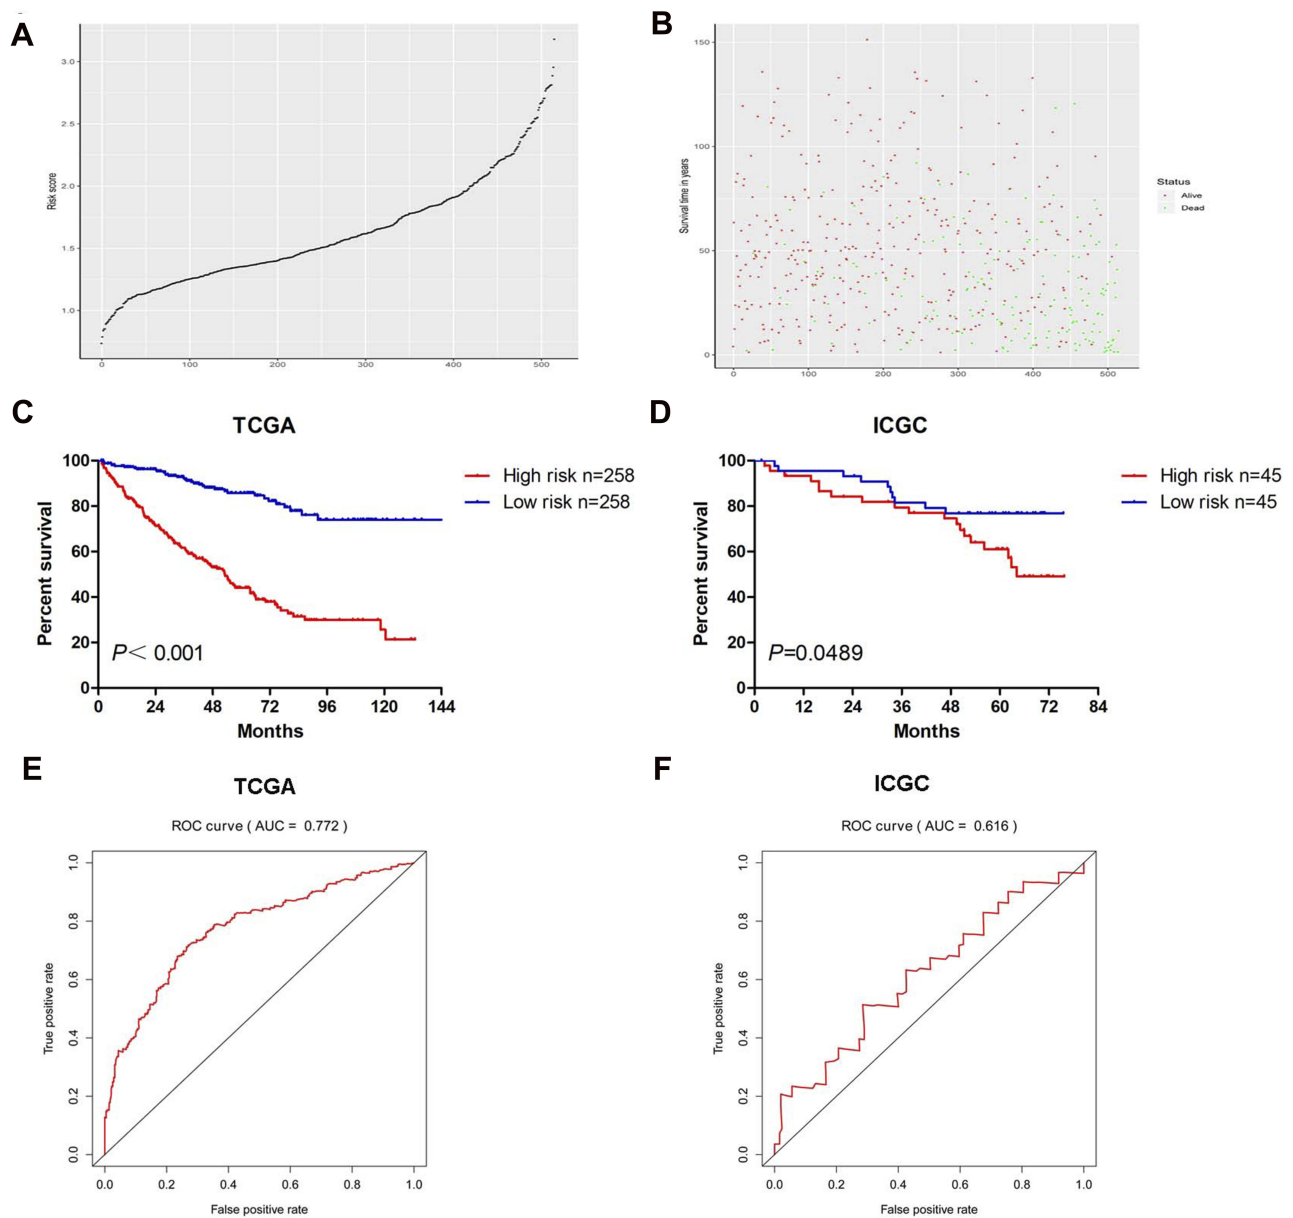 A
Risk score
3.0
2.5
2.0
1.5
1.0
0 100 200 300 400 500
B
Survival time in years
150
100
50
0
0 100 200 300 400 500
Status
Alive
Dead
C
TCGA
Percent survival
100
80
60
40
20
0
P< 0.001
0 24 48 72 96 120 144
Months
High risk n=258
Low risk n=258
D
ICGC
Percent survival
100
80
60
40
20
0
P=0.0489
0 12 24 36 48 60 72 84
Months
High risk n=45
Low risk n=45
E
TCGA
ROC curve ( AUC = 0.772 )
True positive rate
1.0
0.8
0.6
0.4
0.2
0.0
0.0 0.2 0.4 0.6 0.8 1.0
False positive rate
F
ICGC
ROC curve ( AUC = 0.616 )
True positive rate
1.0
0.8
0.6
0.4
0.2
0.0
0.0 0.2 0.4 0.6 0.8 1.0
False positive rate